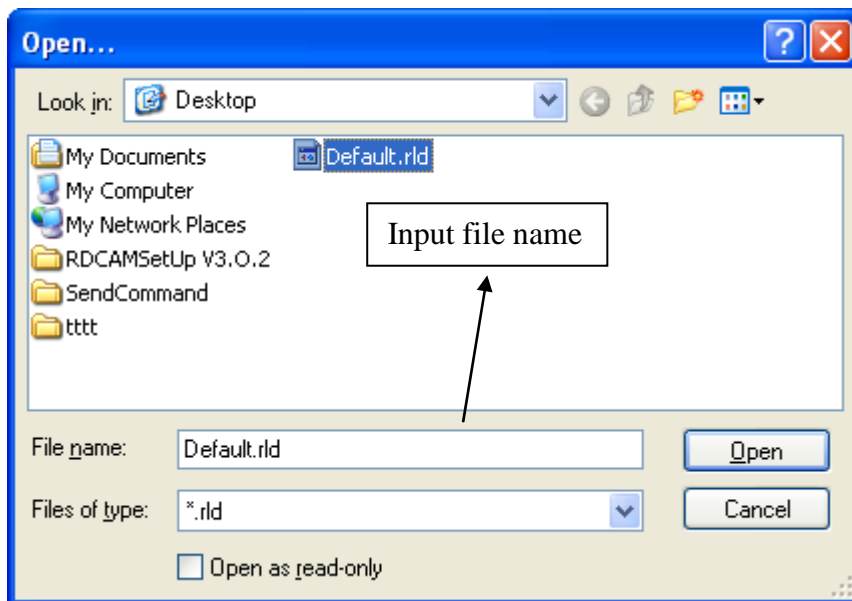 Open...
Look in: Desktop
My Documents
Default.rld
My Computer
My Network Places
RDCAMSetUp V3.0.2
SendCommand
tttt
Input file name
File name: Default.rld
Open
Files of type: *.rld
Cancel
Open as read-only